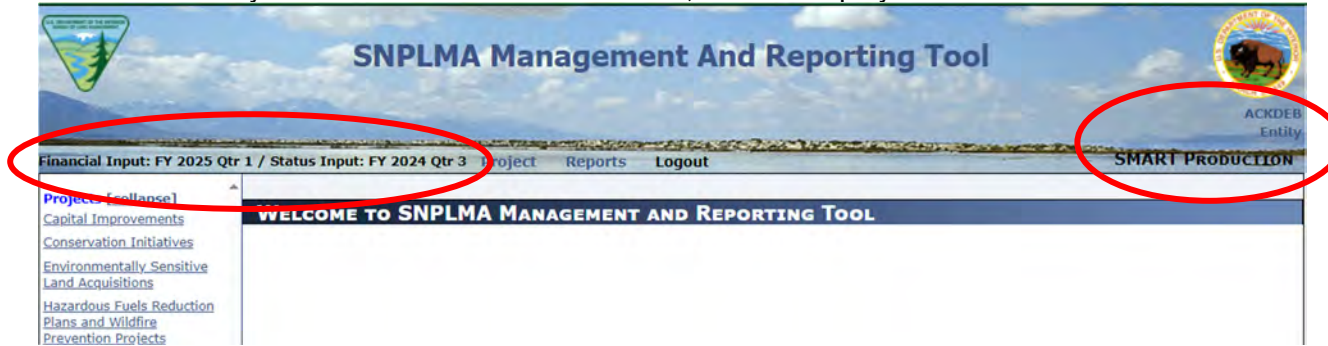 SNPLMA Management And Reporting Tool
ACKDEB
Entity
Financial Input: FY 2025 Qtr 1 / Status Input: FY 2024 Qtr 3 Project Reports Logout
SMART PRODUCTION
Projects [collapse]
WELCOME TO SNPLMA MANAGEMENT AND REPORTING TOOL
Capital Improvements
Conservation Initiatives
Environmentally Sensitive
Land Acquisitions
Hazardous Fuels Reduction
Plans and Wildfire
Prevention Projects